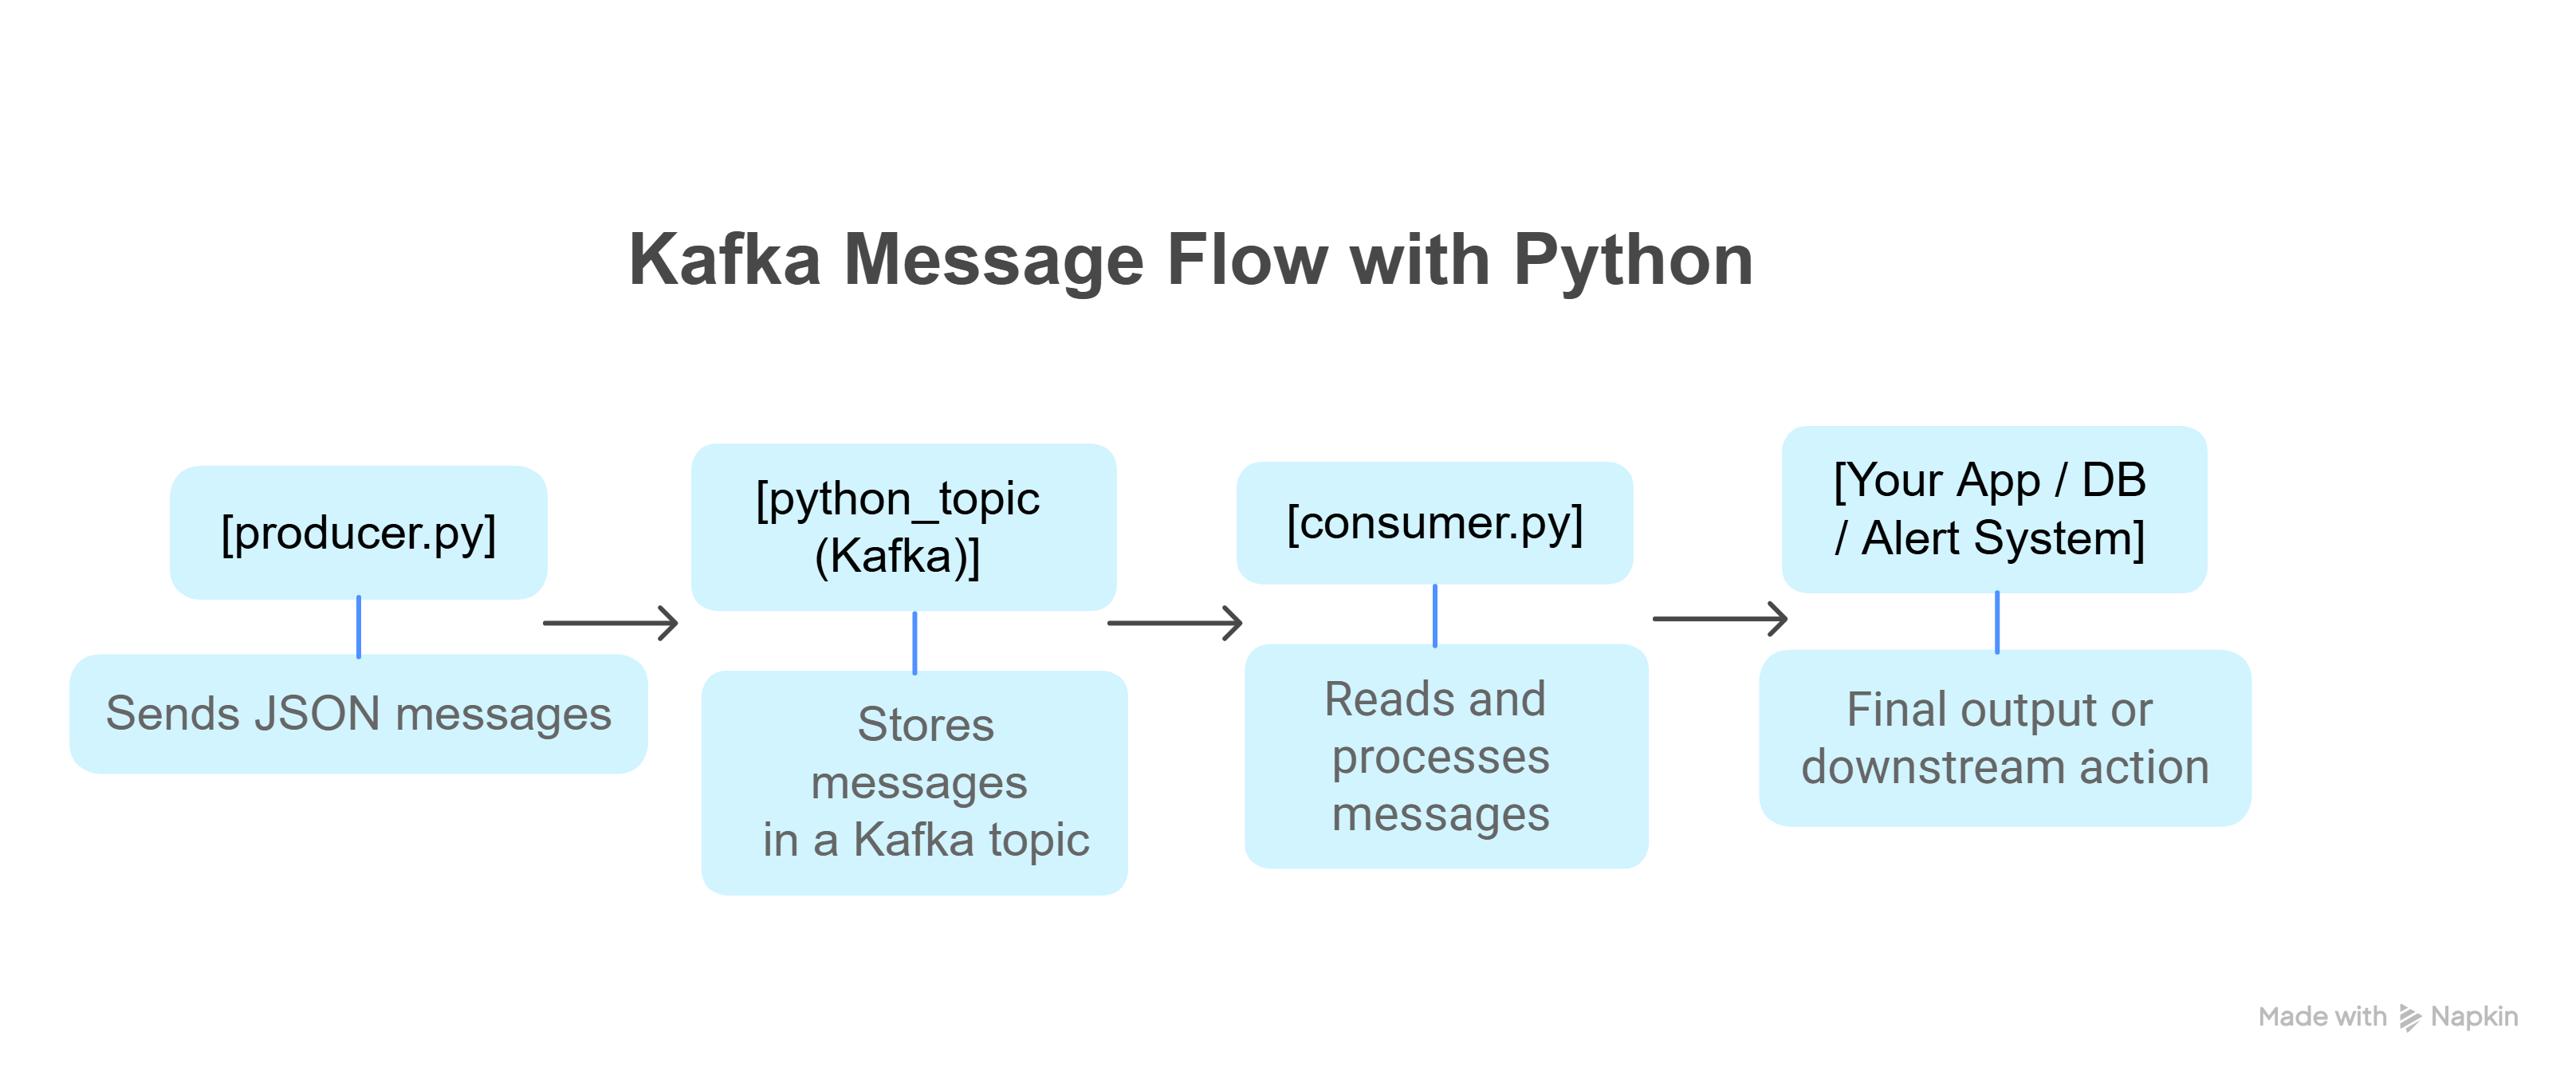 Kafka Message Flow with Python
[producer.py]
Sends JSON messages
[python_topic
(Kafka)]
Stores
messages
in a Kafka topic
[consumer.py]
Reads and
processes
messages
[Your App / DB
/ Alert System]
Final output or
downstream action
Made with Napkin